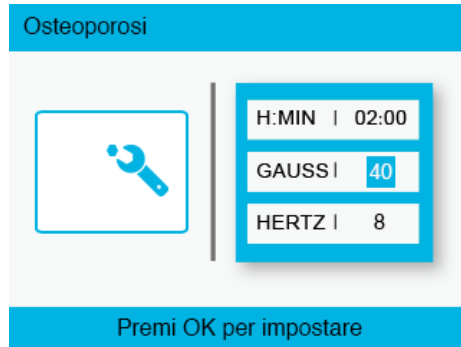 Osteoporosi
H:MIN | 02:00
GAUSS | 40
HERTZ | 8
Premi OK per impostare